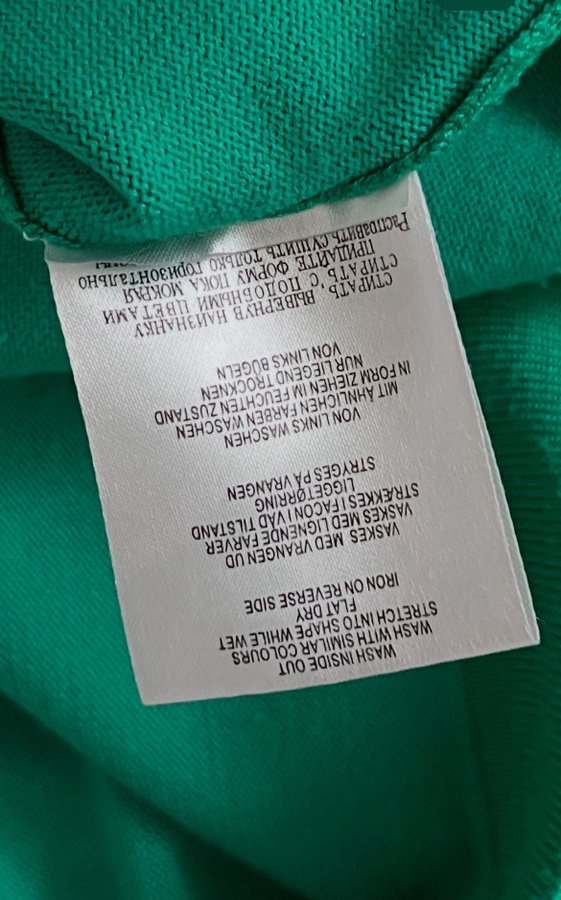 WASH INSIDE OUT
WASH WITH SIMILAR COLOURS
STRETCH INTO SHAPE WHILE WET
FLAT DRY
IRON ON REVERSE SIDE
VASKES MED VRANGEN UD
VASKES MED LIGNENDE FARVER
STRÆKKES I FACON I VÅD TILSTAND
LIGGETØRRING
STRYGES PÅ VRANGEN
VON LINKS WASCHEN
MIT ÄHNLICHEN FARBEN WASCHEN
IN FORM ZIEHEN IM FEUCHTEN ZUSTAND
NUR LIEGEND TROCKNEN
VON LINKS BÜGELN
СТИРАТЬ, ВЫВЕРНУВ НАИЗНАНКУ
СТИРАТЬ С ПОДОБНЫМИ ЦВЕТАМИ
ПРИДАЙТЕ ФОРМУ ПОКА МОКРАЯ
СУШИТЬ ТОЛЬКО ГОРИЗОНТАЛЬНО